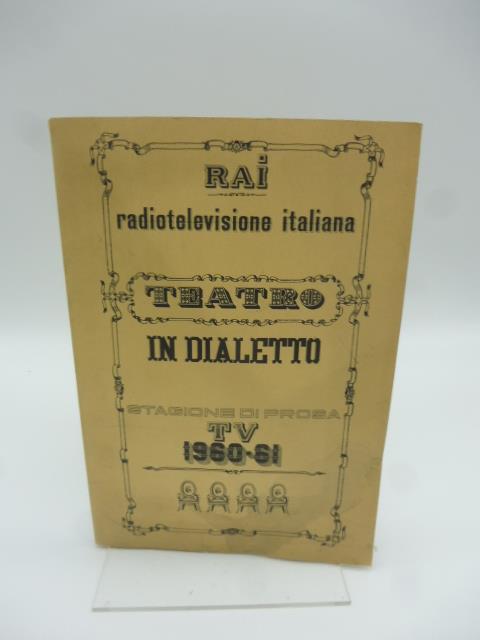 RAi
radiotelevisione italiana
TEATRO
IN DIALETTO
STAGIONE DI PROSA
TV
1960-61